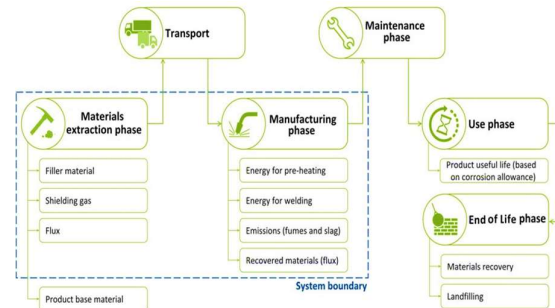 Transport
Maintenance
phase
Materials
extraction phase
Manufacturing
phase
Use phase
Filler material
Shielding gas
Flux
Product base material
Energy for pre-heating
Energy for welding
Emissions (fumes and slag)
Recovered materials (flux)
System boundary
Product useful life (based
on corrosion allowance)
End of Life phase
Materials recovery
Landfilling